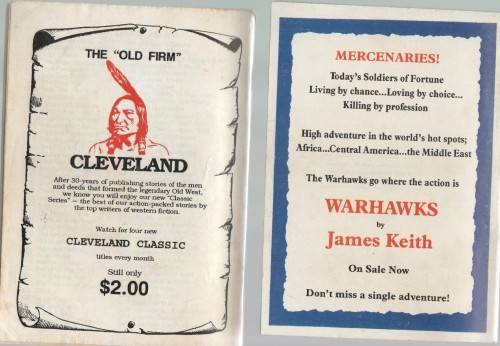 THE "OLD FIRM"
CLEVELAND
After 30-years of publishing stories of the men
and deeds that formed the legendary Old West,
we know you will enjoy our new "Classic
Series" — the best of our action-packed stories by
the top writers of western fiction.
Watch for four new
CLEVELAND CLASSIC
titles every month
Still only
$2.00
MERCENARIES!
Today's Soldiers of Fortune
Living by chance...Loving by choice...
Killing by profession
High adventure in the world's hot spots;
Africa...Central America...the Middle East
The Warhawks go where the action is
WARHAWKS
by
James Keith
On Sale Now
Don't miss a single adventure!